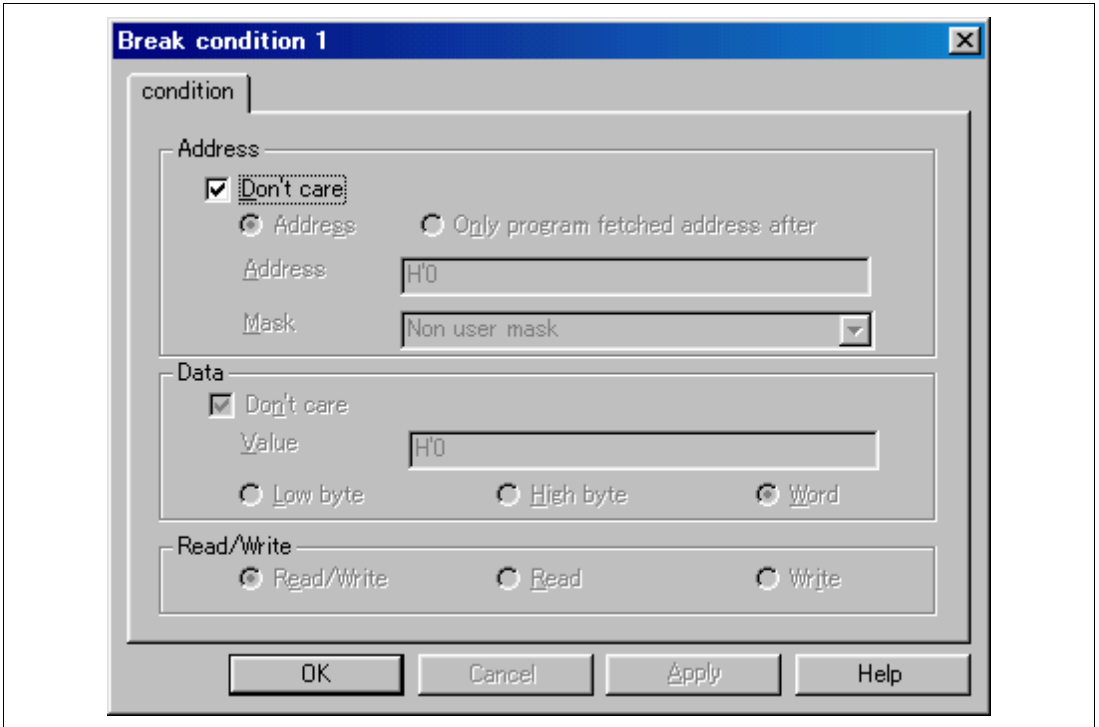 Break condition 1
condition
Address
Don't care
Address Only program fetched address after
Address H'0
Mask Non user mask
Data
Don't care
Value H'0
Low byte High byte Word
Read/Write
Read/Write Read Write
OK Cancel Apply Help